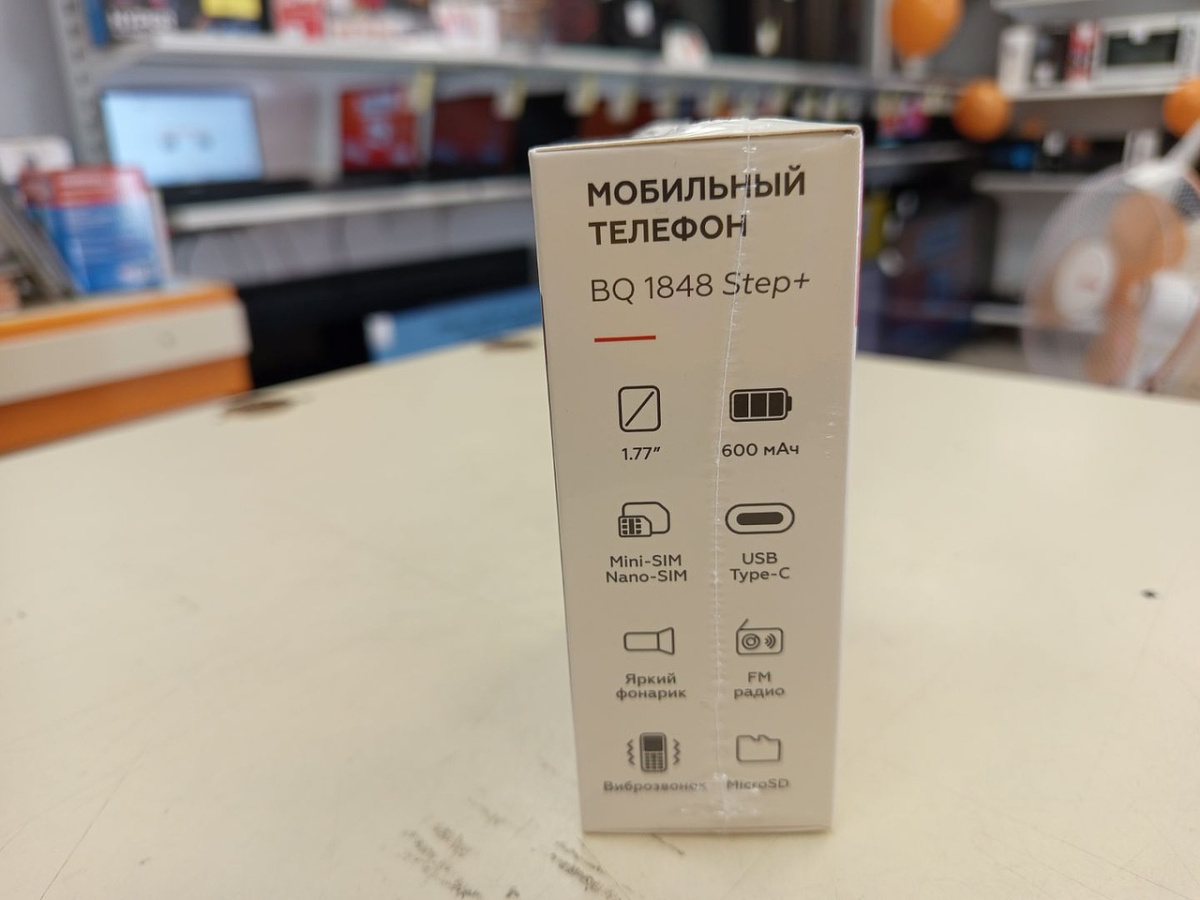 МОБИЛЬНЫЙ
ТЕЛЕФОН
BQ 1848 Step+
1.77"
600 мАч
Mini-SIM
Nano-SIM
USB
Type-C
Яркий
фонарик
FM
радио
Виброзвонок
MicroSD